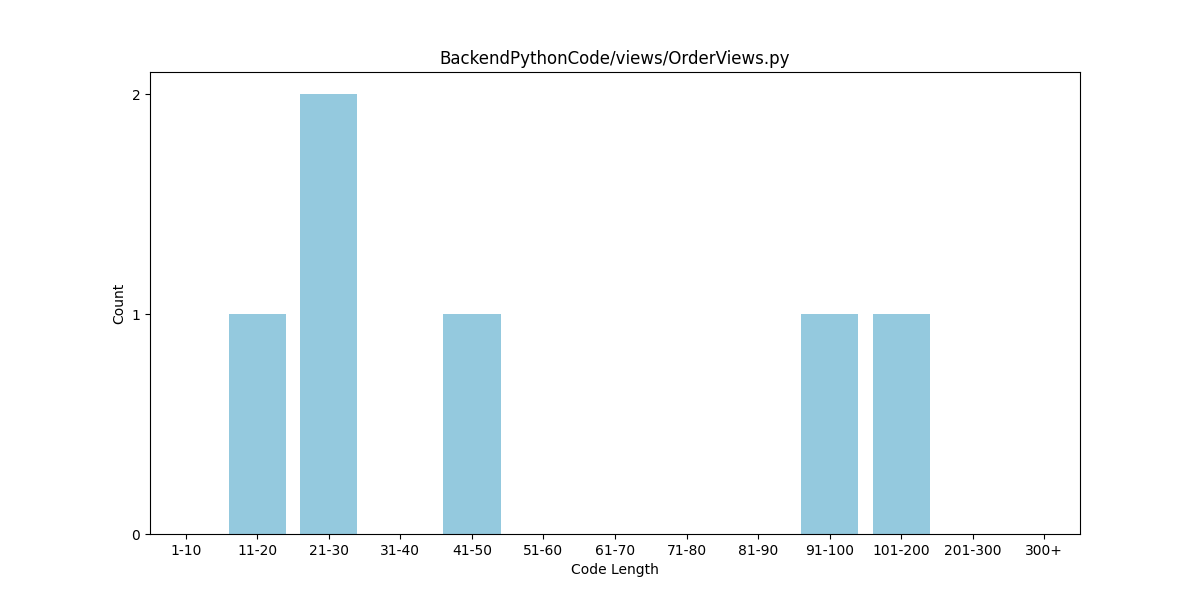 BackendPythonCode/views/OrderViews.py
2
1
0
Count
1-10 11-20 21-30 31-40 41-50 51-60 61-70 71-80 81-90 91-100 101-200 201-300 300+
Code Length